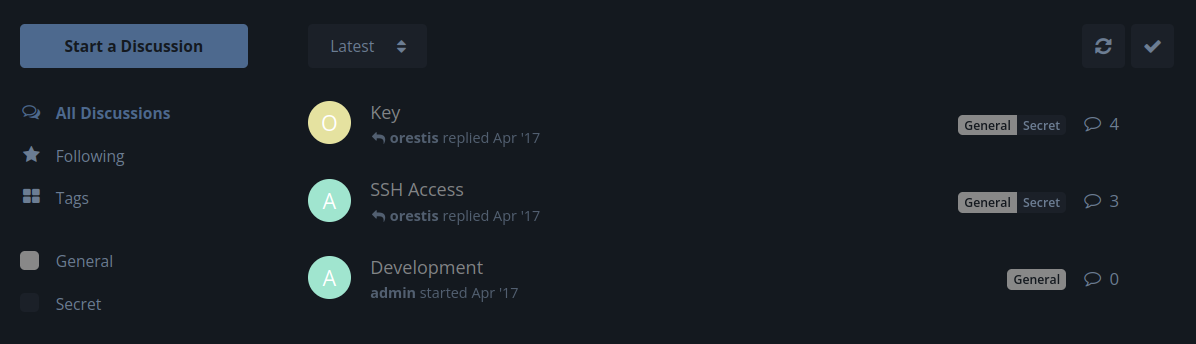 Start a Discussion
Latest
All Discussions
Following
Tags
General
Secret
O
Key
orestis replied Apr '17
General Secret 4
A
SSH Access
orestis replied Apr '17
General Secret 3
A
Development
admin started Apr '17
General 0